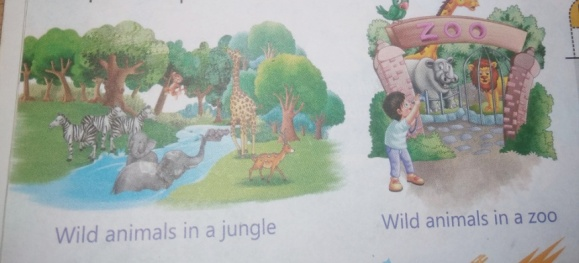 ZOO
Wild animals in a jungle
Wild animals in a zoo